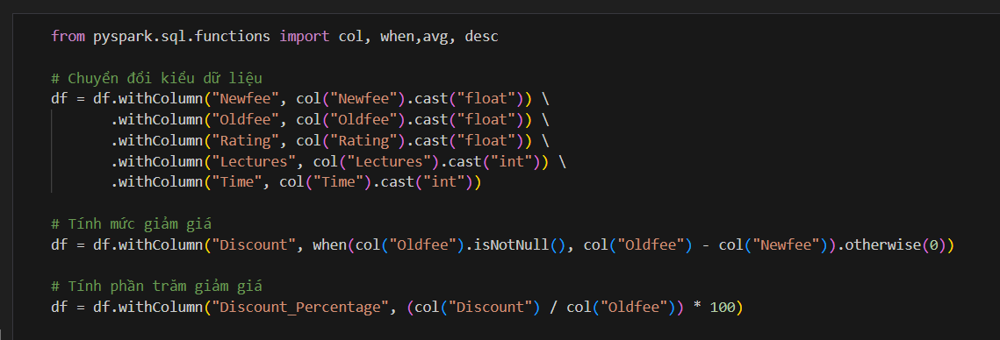 from pyspark.sql.functions import col, when,avg, desc
# Chuyển đổi kiểu dữ liệu
df = df.withColumn("Newfee", col("Newfee").cast("float")) \
.withColumn("Oldfee", col("Oldfee").cast("float")) \
.withColumn("Rating", col("Rating").cast("float")) \
.withColumn("Lectures", col("Lectures").cast("int")) \
.withColumn("Time", col("Time").cast("int"))
# Tính mức giảm giá
df = df.withColumn("Discount", when(col("Oldfee").isNotNull(), col("Oldfee") - col("Newfee")).otherwise(0))
# Tính phần trăm giảm giá
df = df.withColumn("Discount_Percentage", (col("Discount") / col("Oldfee")) * 100)